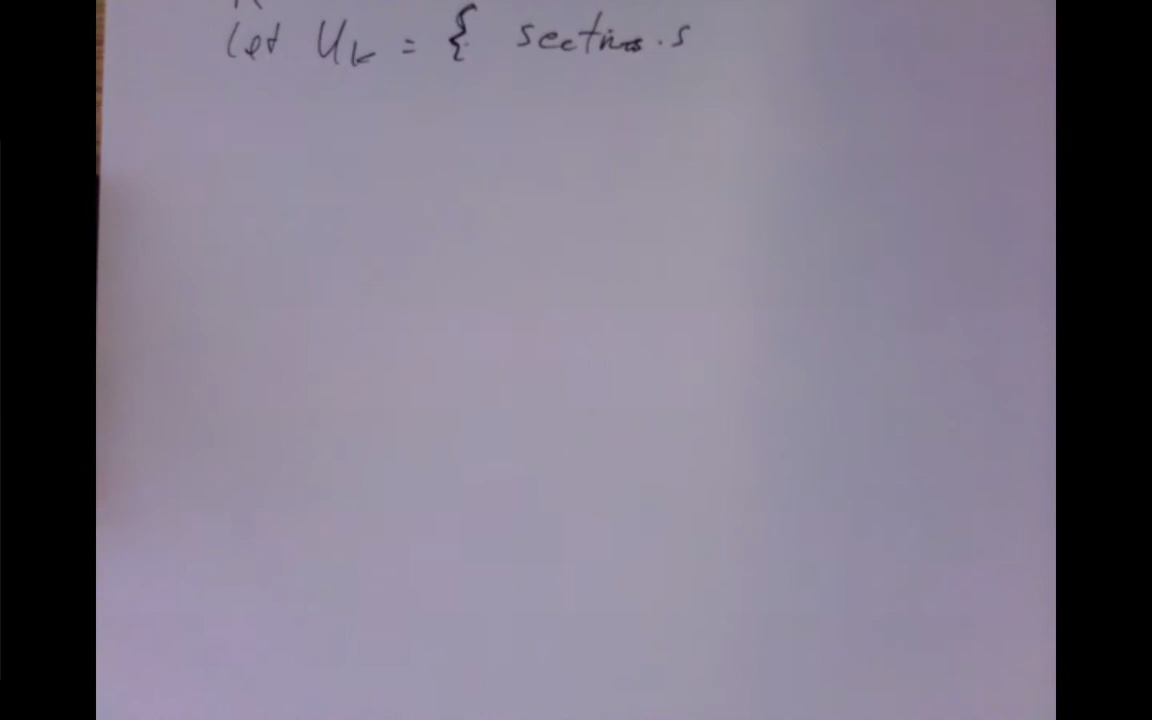 let U_k = { sections s